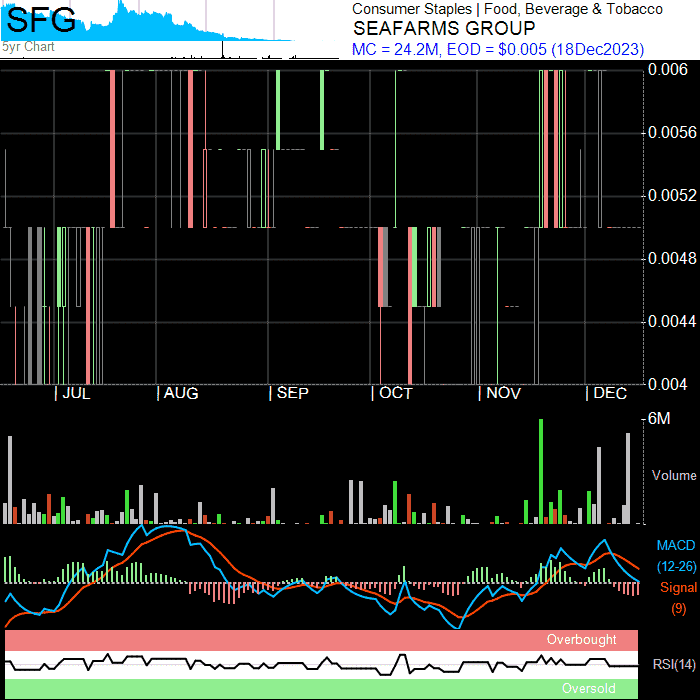 SFG
5yr Chart
Consumer Staples | Food, Beverage & Tobacco
SEAFARMS GROUP
MC = 24.2M, EOD = $0.005 (18Dec2023)
0.006
0.0056
0.0052
0.0048
0.0044
0.004
JUL AUG SEP OCT NOV DEC
6M
Volume
MACD
(12-26)
Signal
(9)
Overbought
RSI(14)
Oversold